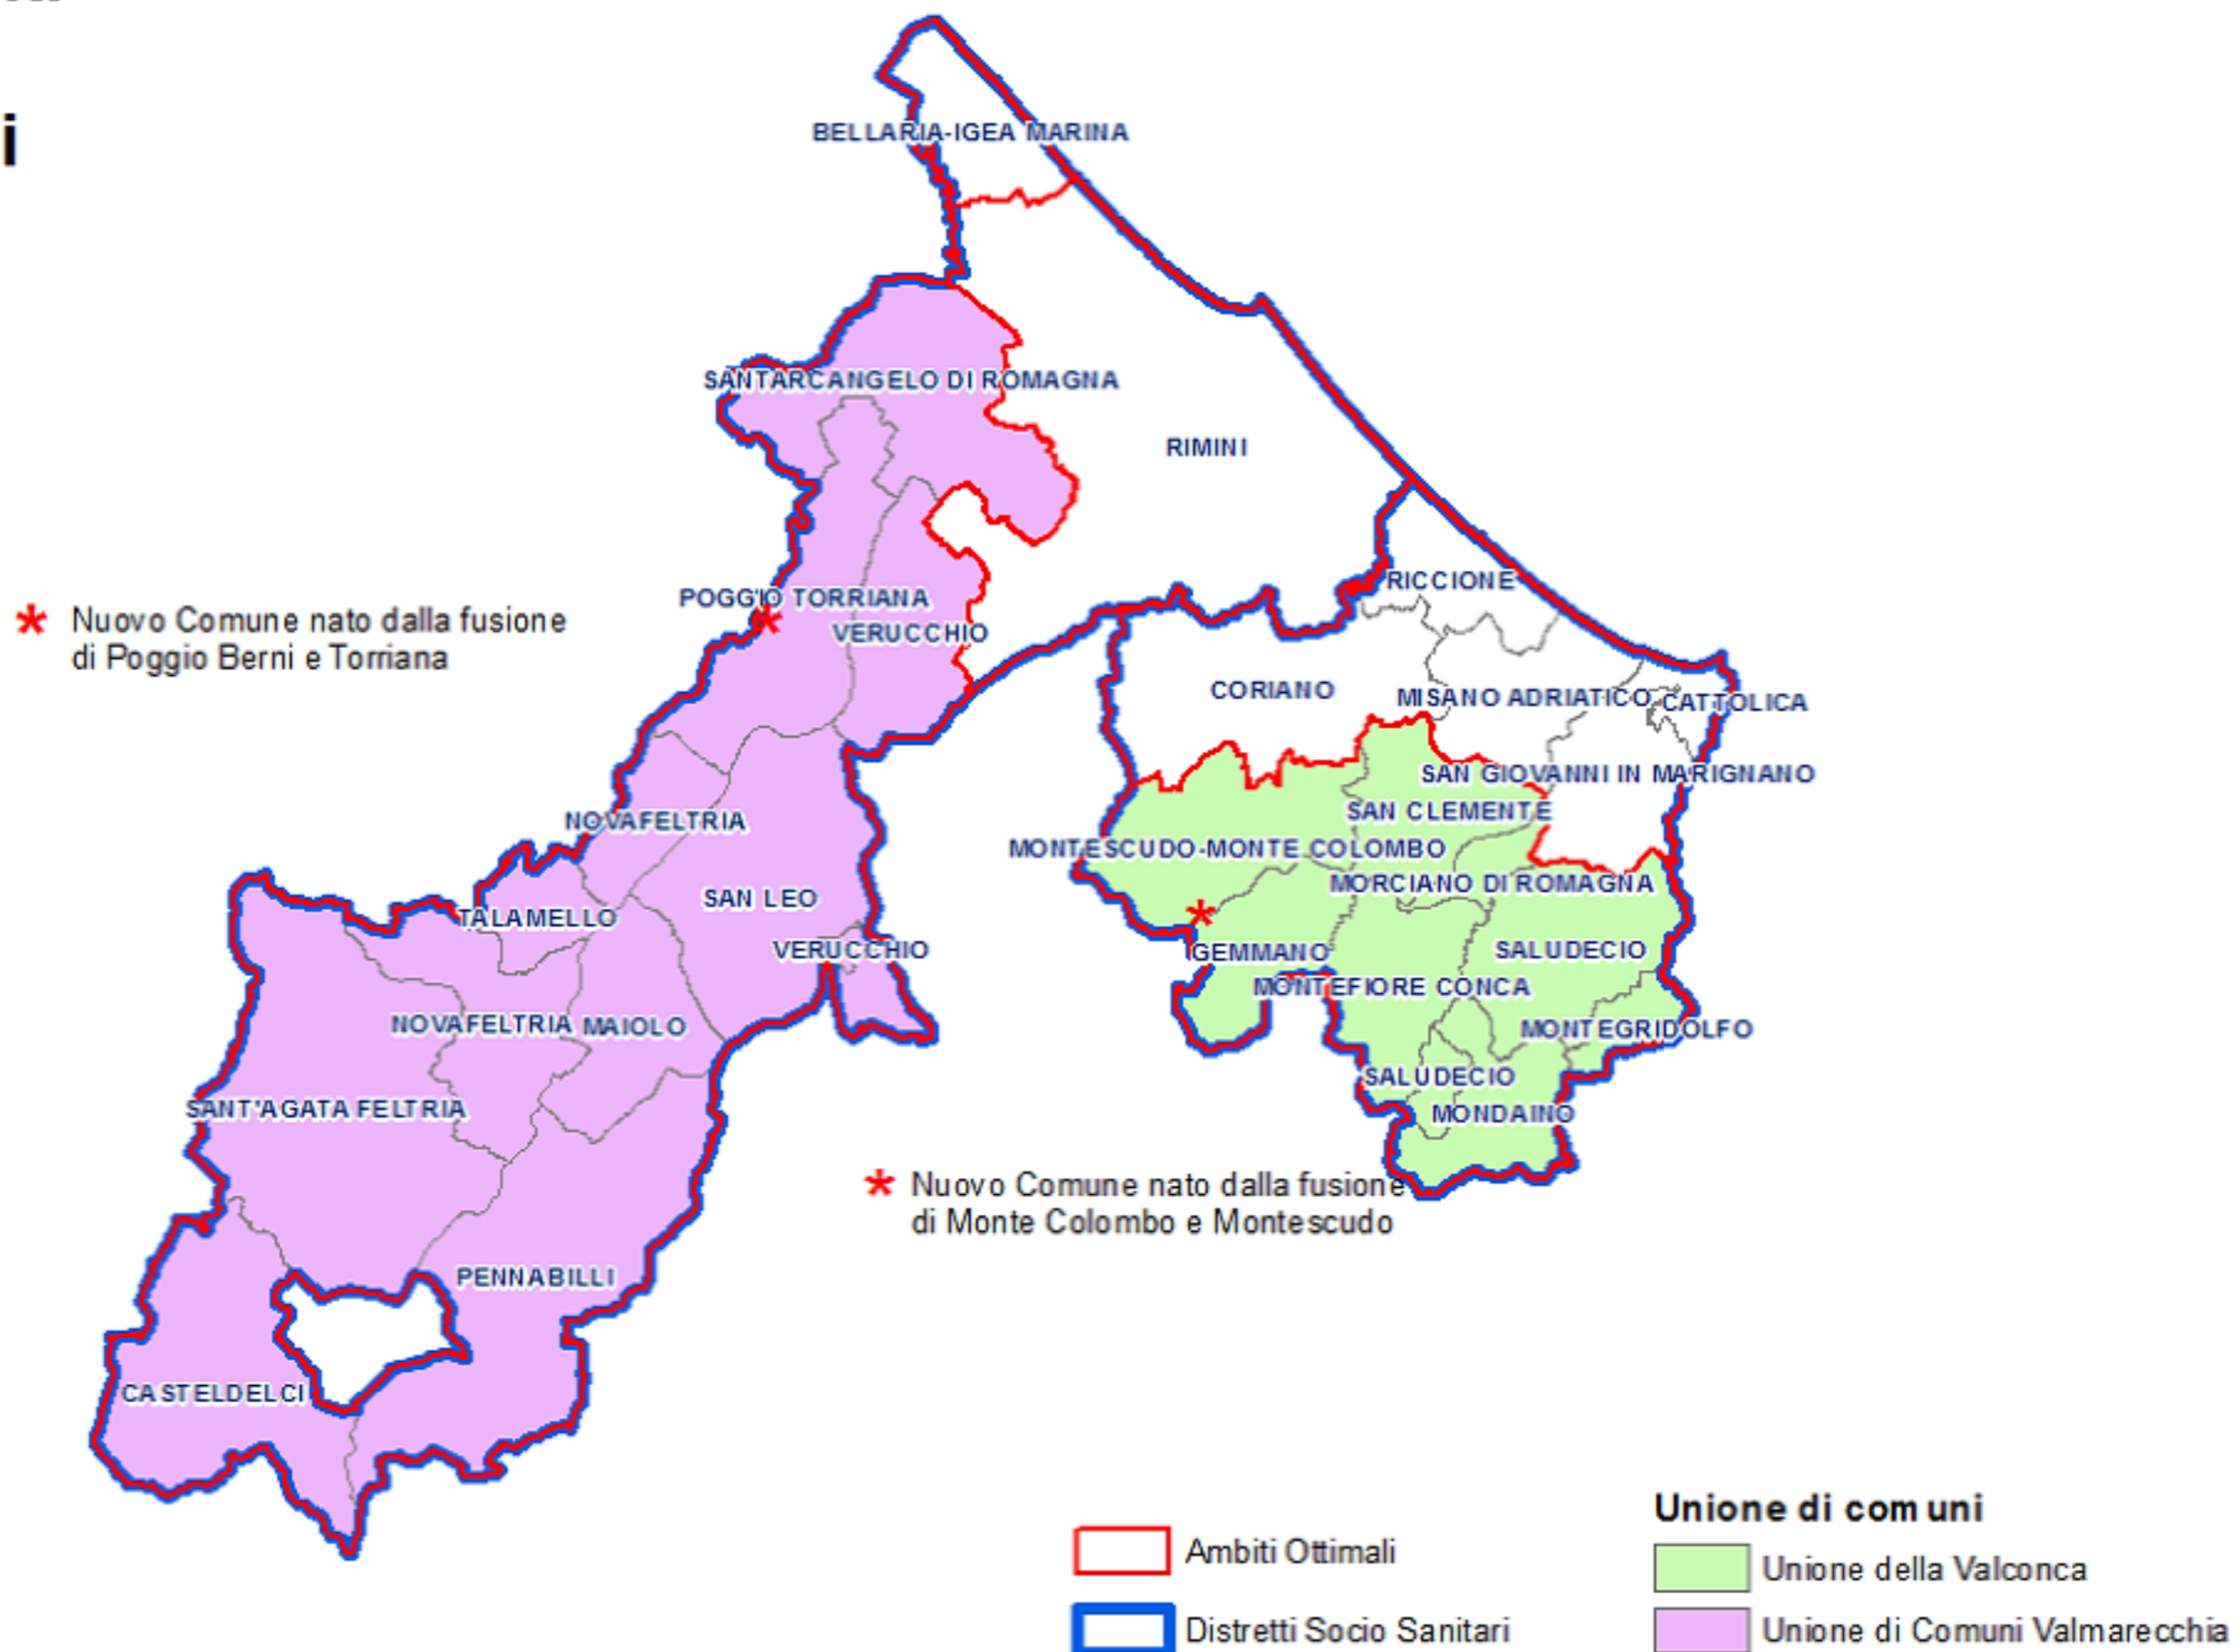 i
BELLARIA-IGEA MARINA
SANTARCANGELO DI ROMAGNA
RIMINI
RICCIONE
POGGIO TORRIANA
* Nuovo Comune nato dalla fusione
di Poggio Berni e Torriana
VERUCCHIO
CORIANO
MISANO ADRIATICO
CATTOLICA
SAN GIOVANNI IN MARIGNANO
SAN CLEMENTE
NOVAFELTRIA
MONTESCUDO-MONTE COLOMBO
MORCIANO DI ROMAGNA
SAN LEO
TALAMELLO
VERUCCHIO
GEMMANO
SALUDECIO
MONTEFIORE CONCA
NOVAFELTRIA
MAIOLO
MONTEGRIDOLFO
SALUDECIO
SANT'AGATA FELTRIA
MONDAINO
* Nuovo Comune nato dalla fusione
di Monte Colombo e Montescudo
PENNABILLI
CASTELDELCI
Ambiti Ottimali
Distretti Socio Sanitari
Unione di comuni
Unione della Valconca
Unione di Comuni Valmarecchia